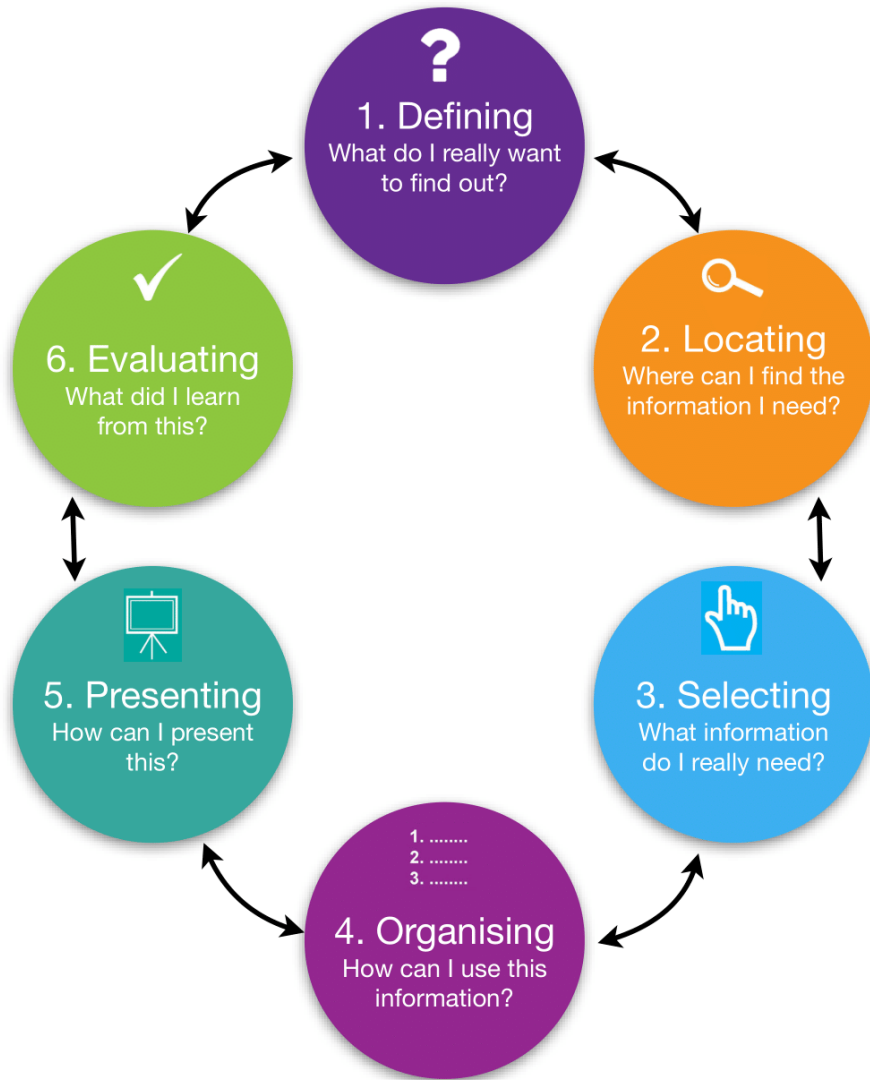 ?
1. Defining
What do I really want
to find out?
2. Locating
Where can I find the
information I need?
3. Selecting
What information
do I really need?
1. ........
2. ........
3. ........
4. Organising
How can I use this
information?
5. Presenting
How can I present
this?
6. Evaluating
What did I learn
from this?